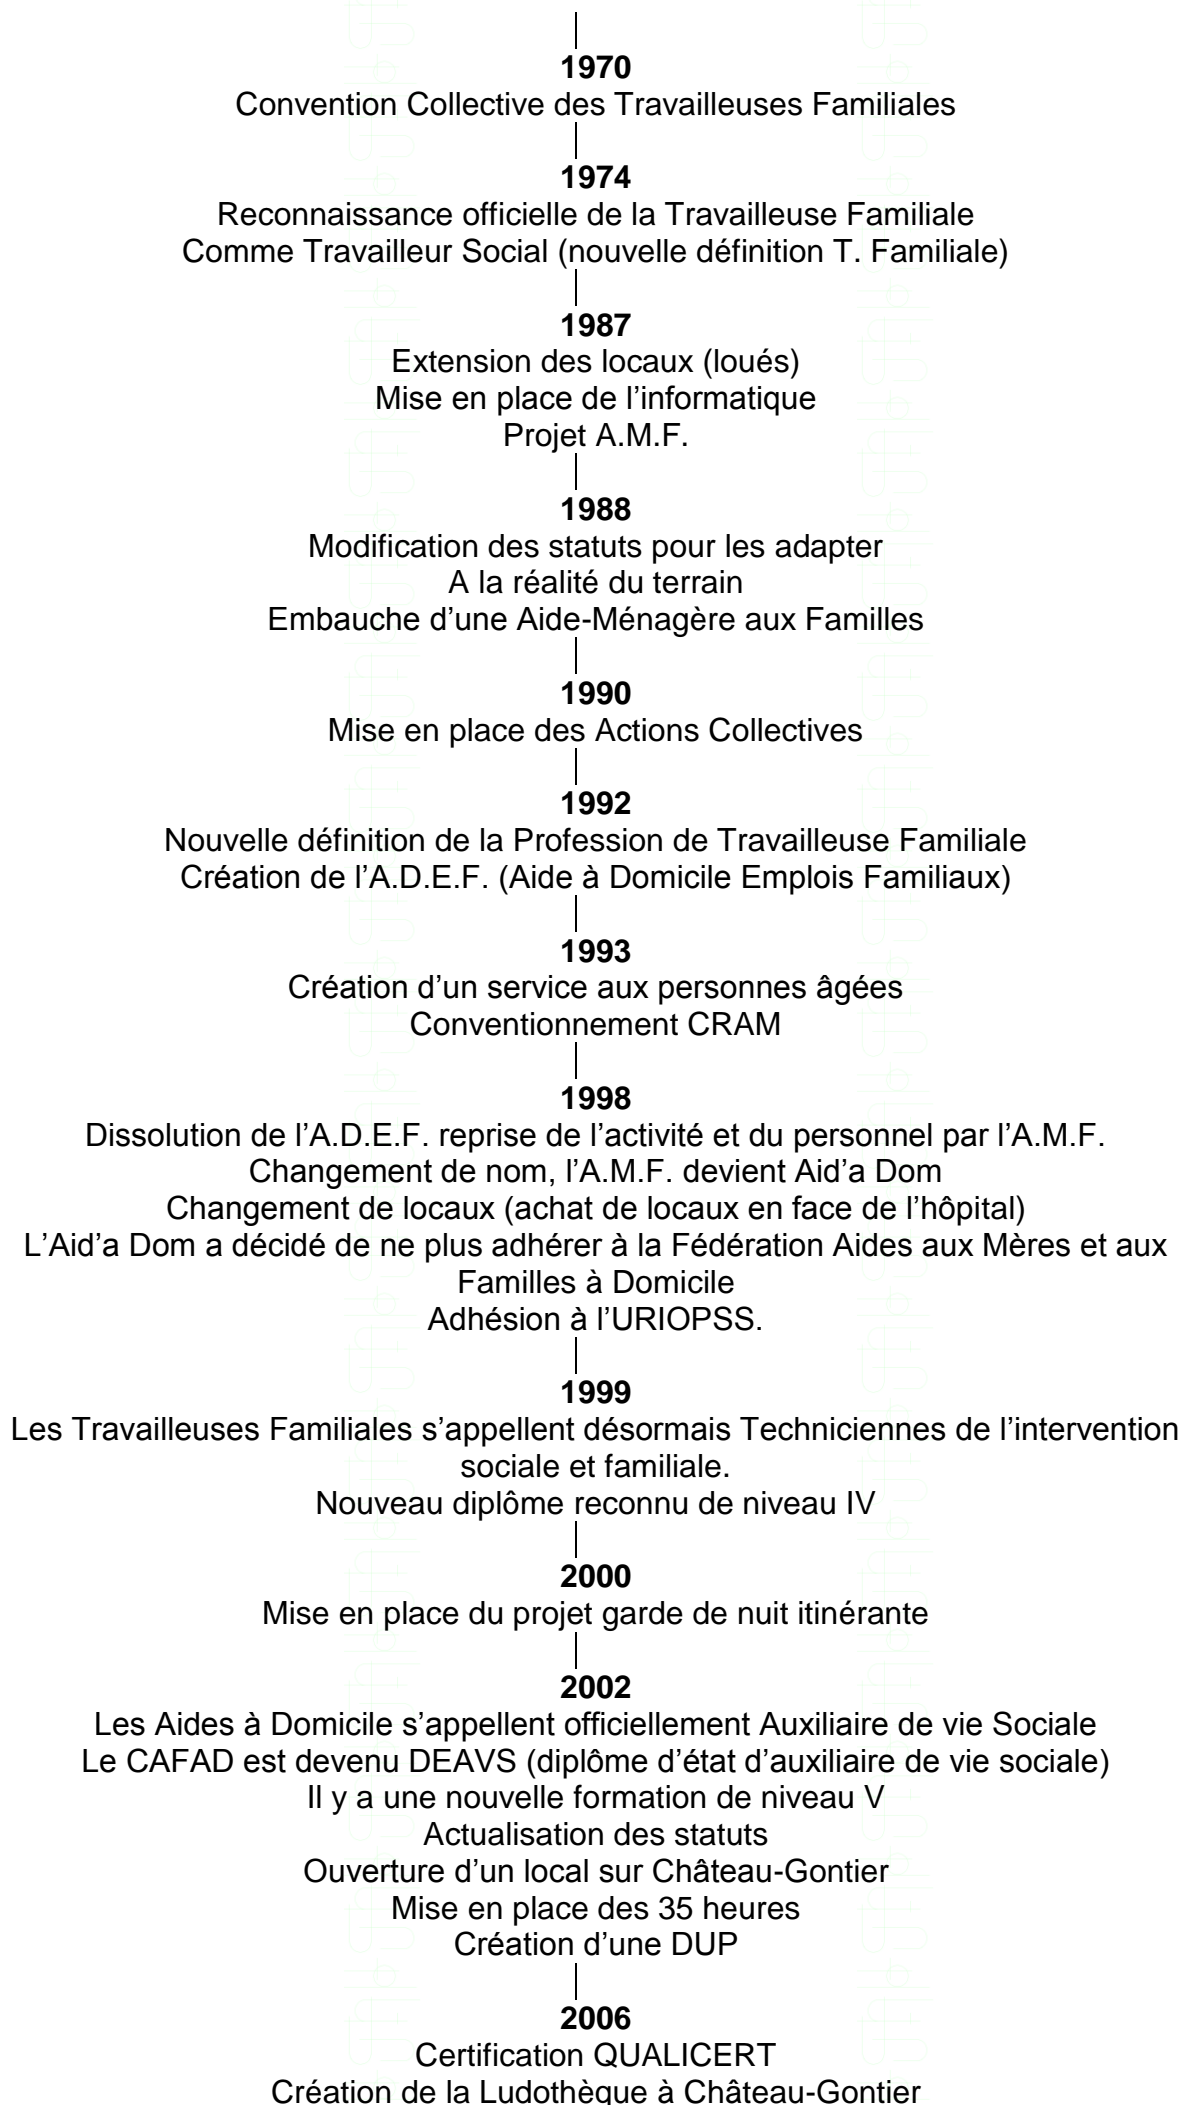 1970
Convention Collective des Travailleuses Familiales
1974
Reconnaissance officielle de la Travailleuse Familiale
Comme Travailleur Social (nouvelle définition T. Familiale)
1987
Extension des locaux (loués)
Mise en place de l'informatique
Projet A.M.F.
1988
Modification des statuts pour les adapter
A la réalité du terrain
Embauche d'une Aide-Ménagère aux Familles
1990
Mise en place des Actions Collectives
1992
Nouvelle définition de la Profession de Travailleuse Familiale
Création de l'A.D.E.F. (Aide à Domicile Emplois Familiaux)
1993
Création d'un service aux personnes âgées
Conventionnement CRAM
1998
Dissolution de l'A.D.E.F. reprise de l'activité et du personnel par l'A.M.F.
Changement de nom, l'A.M.F. devient Aid'a Dom
Changement de locaux (achat de locaux en face de l'hôpital)
L'Aid'a Dom a décidé de ne plus adhérer à la Fédération Aides aux Mères et aux
Familles à Domicile
Adhésion à l'URIOPSS.
1999
Les Travailleuses Familiales s'appellent désormais Techniciennes de l'intervention
sociale et familiale.
Nouveau diplôme reconnu de niveau IV
2000
Mise en place du projet garde de nuit itinérante
2002
Les Aides à Domicile s'appellent officiellement Auxiliaire de vie Sociale
Le CAFAD est devenu DEAVS (diplôme d'état d'auxiliaire de vie sociale)
Il y a une nouvelle formation de niveau V
Actualisation des statuts
Ouverture d'un local sur Château-Gontier
Mise en place des 35 heures
Création d'une DUP
2006
Certification QUALICERT
Création de la Ludothèque à Château-Gontier